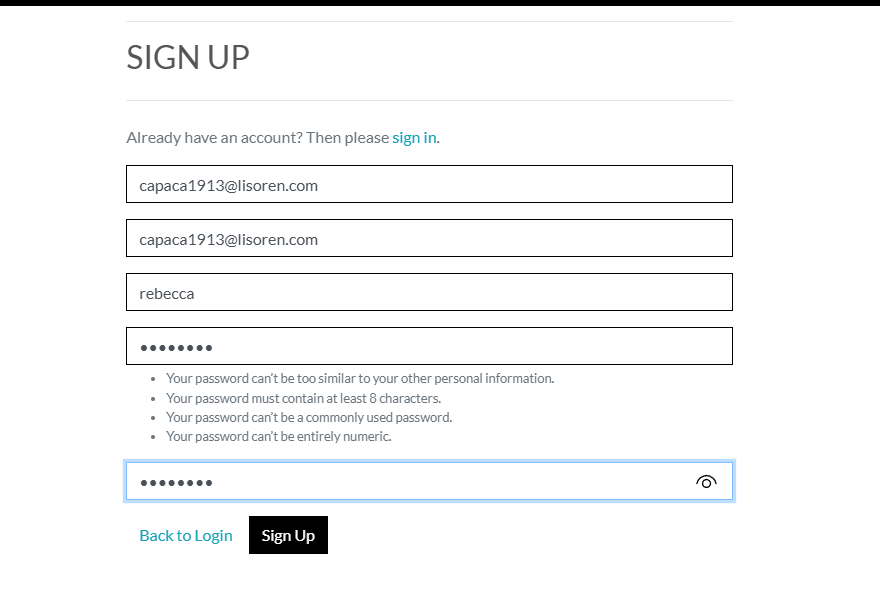 SIGN UP
Already have an account? Then please sign in.
capaca1913@lisoren.com
capaca1913@lisoren.com
rebecca
••••••••
• Your password can't be too similar to your other personal information.
• Your password must contain at least 8 characters.
• Your password can't be a commonly used password.
• Your password can't be entirely numeric.
••••••••
Back to Login Sign Up